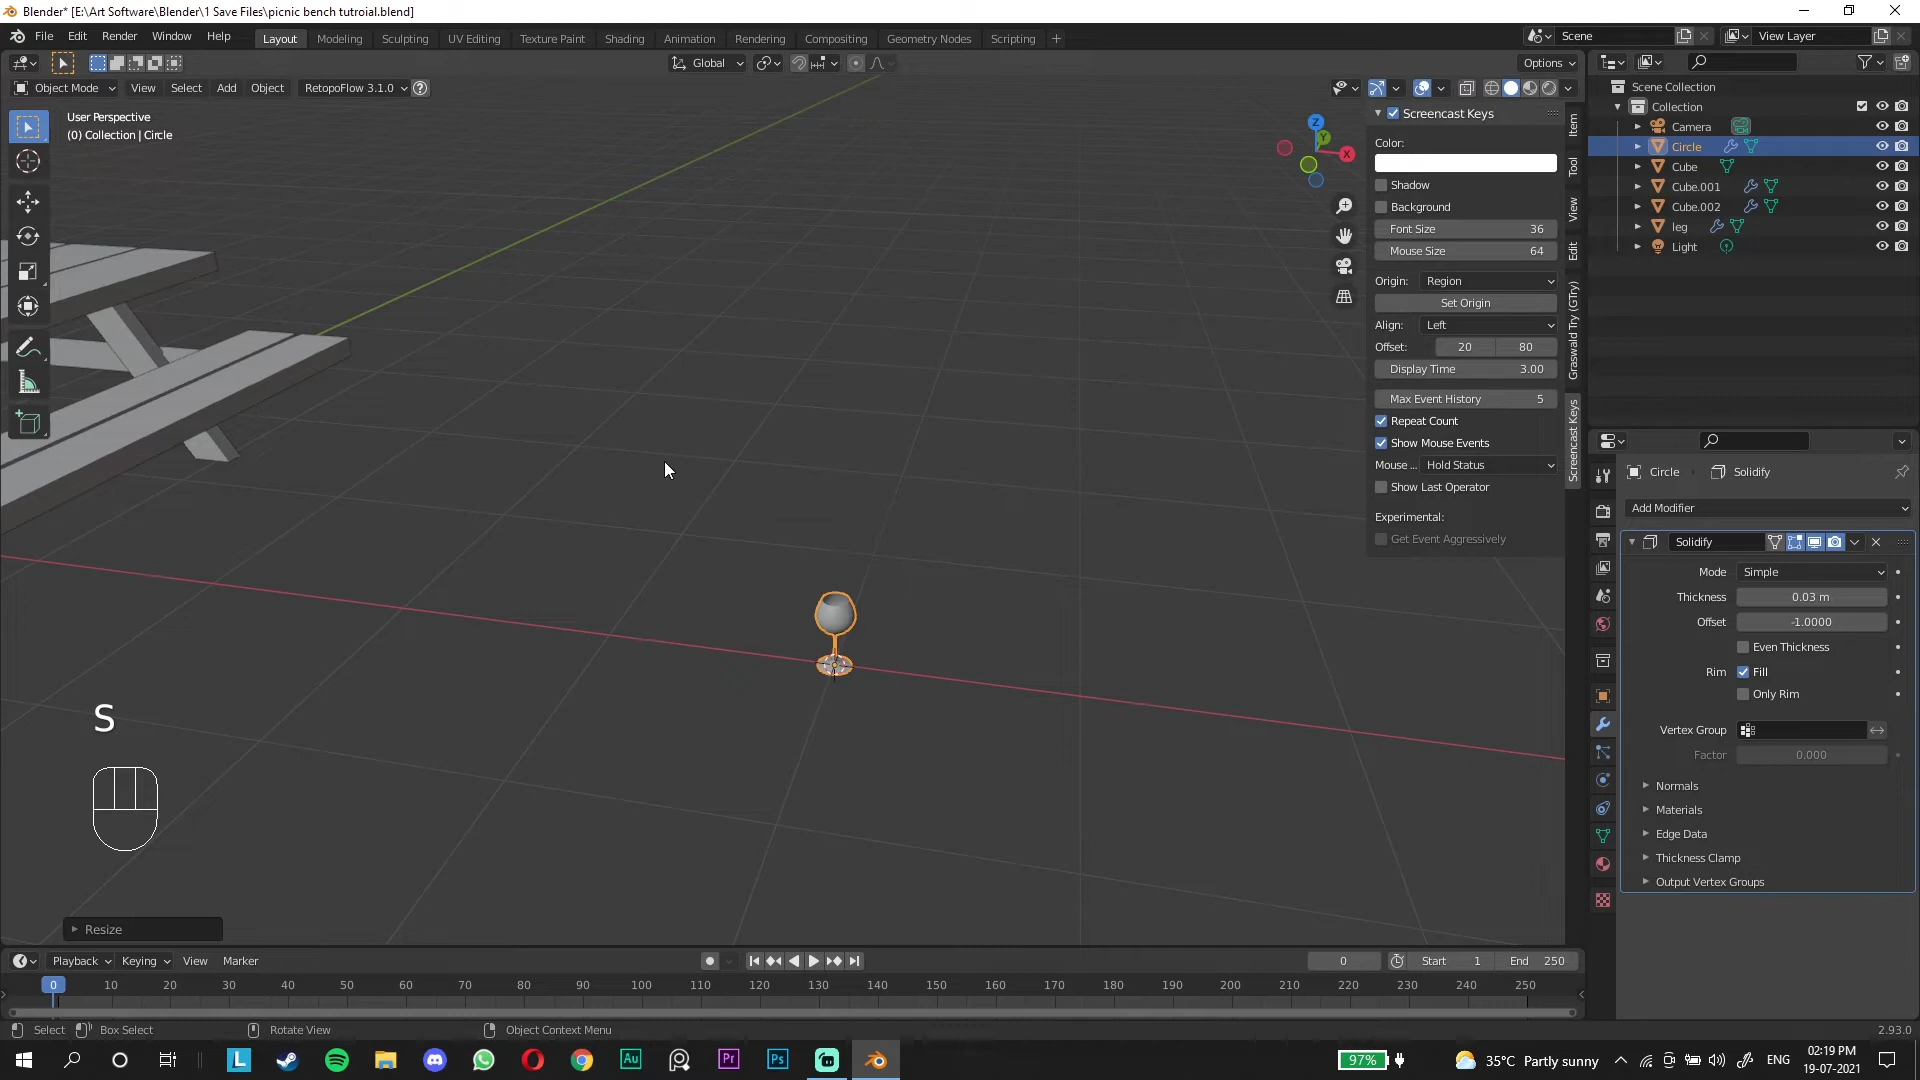 Blender* [E:\Art Software\Blender\1 Save Files\picnic bench tutroial.blend]
File Edit Render Window Help
Layout Modeling Sculpting UV Editing Texture Paint Shading Animation Rendering Compositing Geometry Nodes Scripting +
Scene
View Layer
Global
Options
Object Mode View Select Add Object RetopoFlow 3.1.0
User Perspective
(0) Collection | Circle
Z
Y
X
Screencast Keys
Color:
Shadow
Background
Font Size 36
Mouse Size 64
Origin: Region
Set Origin
Align: Left
Offset: 20 80
Display Time 3.00
Max Event History 5
Repeat Count
Show Mouse Events
Mouse ... Hold Status
Show Last Operator
Experimental:
Get Event Aggressively
Item
Tool
View
Edit
Graswald Try (GTry)
Screencast Keys
Scene Collection
Collection
Camera
Circle
Cube
Cube.001
Cube.002
leg
Light
Circle Solidify
Add Modifier
Solidify
Mode Simple
Thickness 0.03 m
Offset -1.0000
Even Thickness
Rim Fill
Only Rim
Vertex Group
Factor 0.000
Normals
Materials
Edge Data
Thickness Clamp
Output Vertex Groups
S
Resize
Playback Keying View Marker
0
Start 1
End 250
0 10 20 30 40 50 60 70 80 90 100 110 120 130 140 150 160 170 180 190 200 210 220 230 240 250
Select Box Select Rotate View Object Context Menu
2.93.0
97%
35°C Partly sunny
ENG
02:19 PM
19-07-2021